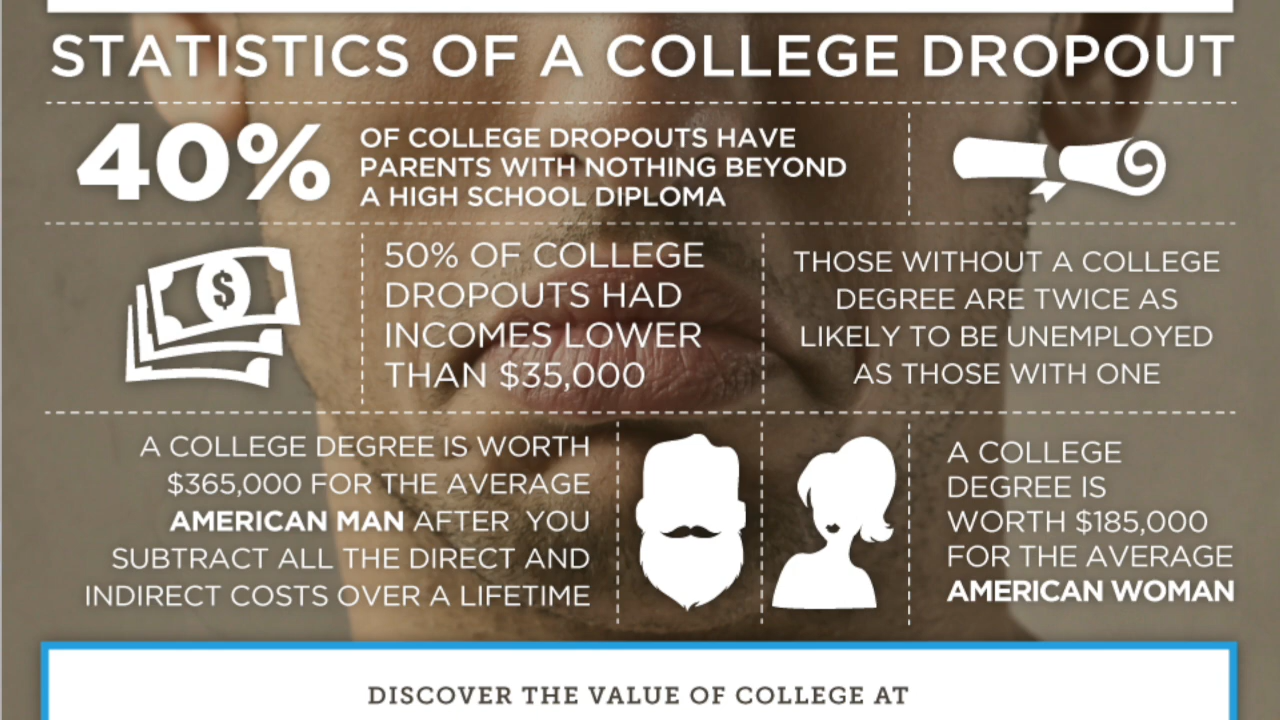 STATISTICS OF A COLLEGE DROPOUT
40%
OF COLLEGE DROPOUTS HAVE
PARENTS WITH NOTHING BEYOND
A HIGH SCHOOL DIPLOMA
$
50% OF COLLEGE
DROPOUTS HAD
INCOMES LOWER
THAN $35,000
THOSE WITHOUT A COLLEGE
DEGREE ARE TWICE AS
LIKELY TO BE UNEMPLOYED
AS THOSE WITH ONE
A COLLEGE DEGREE IS WORTH
$365,000 FOR THE AVERAGE
AMERICAN MAN AFTER YOU
SUBTRACT ALL THE DIRECT AND
INDIRECT COSTS OVER A LIFETIME
A COLLEGE
DEGREE IS
WORTH $185,000
FOR THE AVERAGE
AMERICAN WOMAN
DISCOVER THE VALUE OF COLLEGE AT